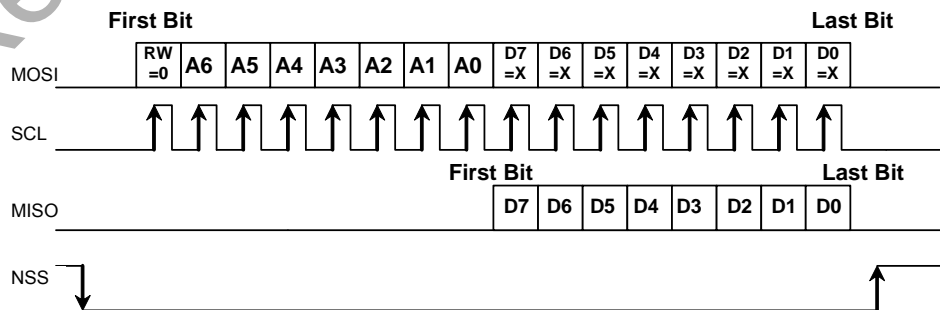 First Bit Last Bit
MOSI RW =0 A6 A5 A4 A3 A2 A1 A0 D7 =X D6 =X D5 =X D4 =X D3 =X D2 =X D1 =X D0 =X
SCL
First Bit Last Bit
MISO D7 D6 D5 D4 D3 D2 D1 D0
NSS